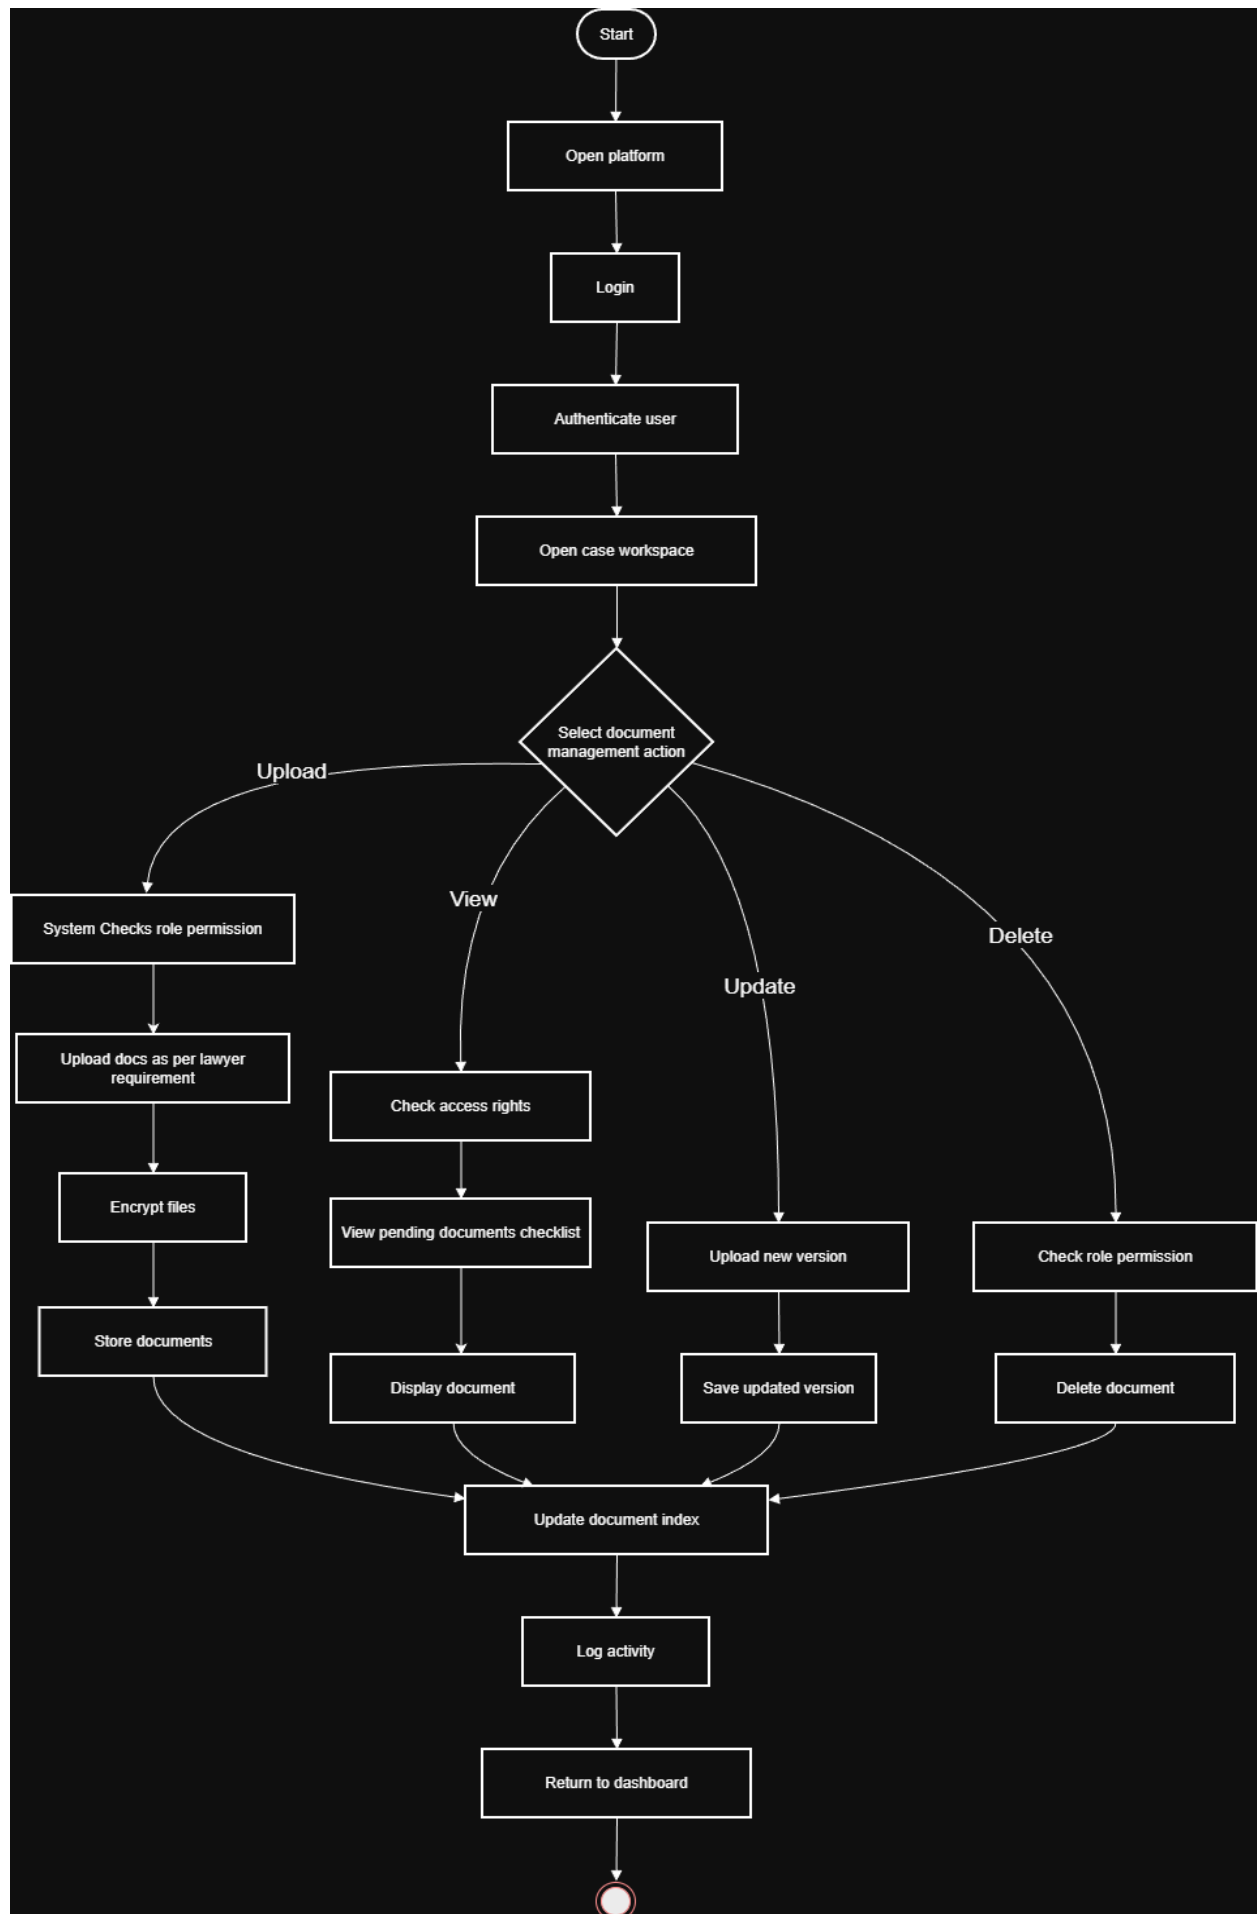 Start
Open platform
Login
Authenticate user
Open case workspace
Select document
management action
Upload
View
Update
Delete
System Checks role permission
Upload docs as per lawyer
requirement
Encrypt files
Store documents
Check access rights
View pending documents checklist
Display document
Upload new version
Save updated version
Check role permission
Delete document
Update document index
Log activity
Return to dashboard